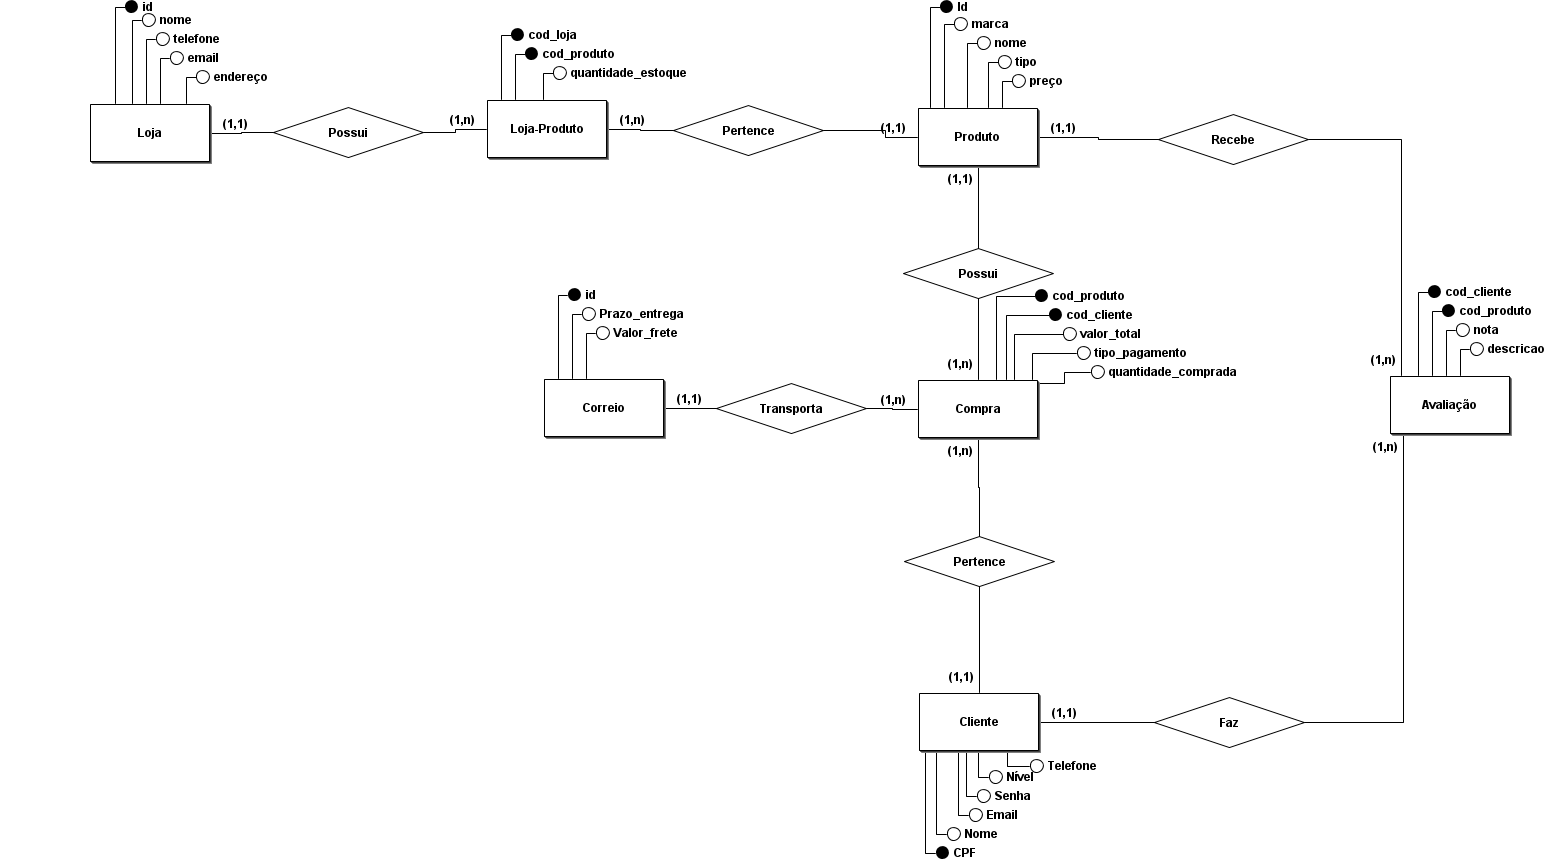 id
nome
telefone
email
endereço
Loja
(1,1)
Possui
(1,n)
cod_loja
cod_produto
quantidade_estoque
Loja-Produto
(1,n)
Pertence
(1,1)
Id
marca
nome
tipo
preço
Produto
(1,1)
Recebe
(1,1)
Possui
(1,n)
id
Prazo_entrega
Valor_frete
Correio
(1,1)
Transporta
(1,n)
cod_produto
cod_cliente
valor_total
tipo_pagamento
quantidade_comprada
Compra
(1,n)
cod_cliente
cod_produto
nota
descricao
(1,n)
Avaliação
(1,n)
Pertence
(1,1)
Cliente
(1,1)
Faz
Telefone
Nível
Senha
Email
Nome
CPF